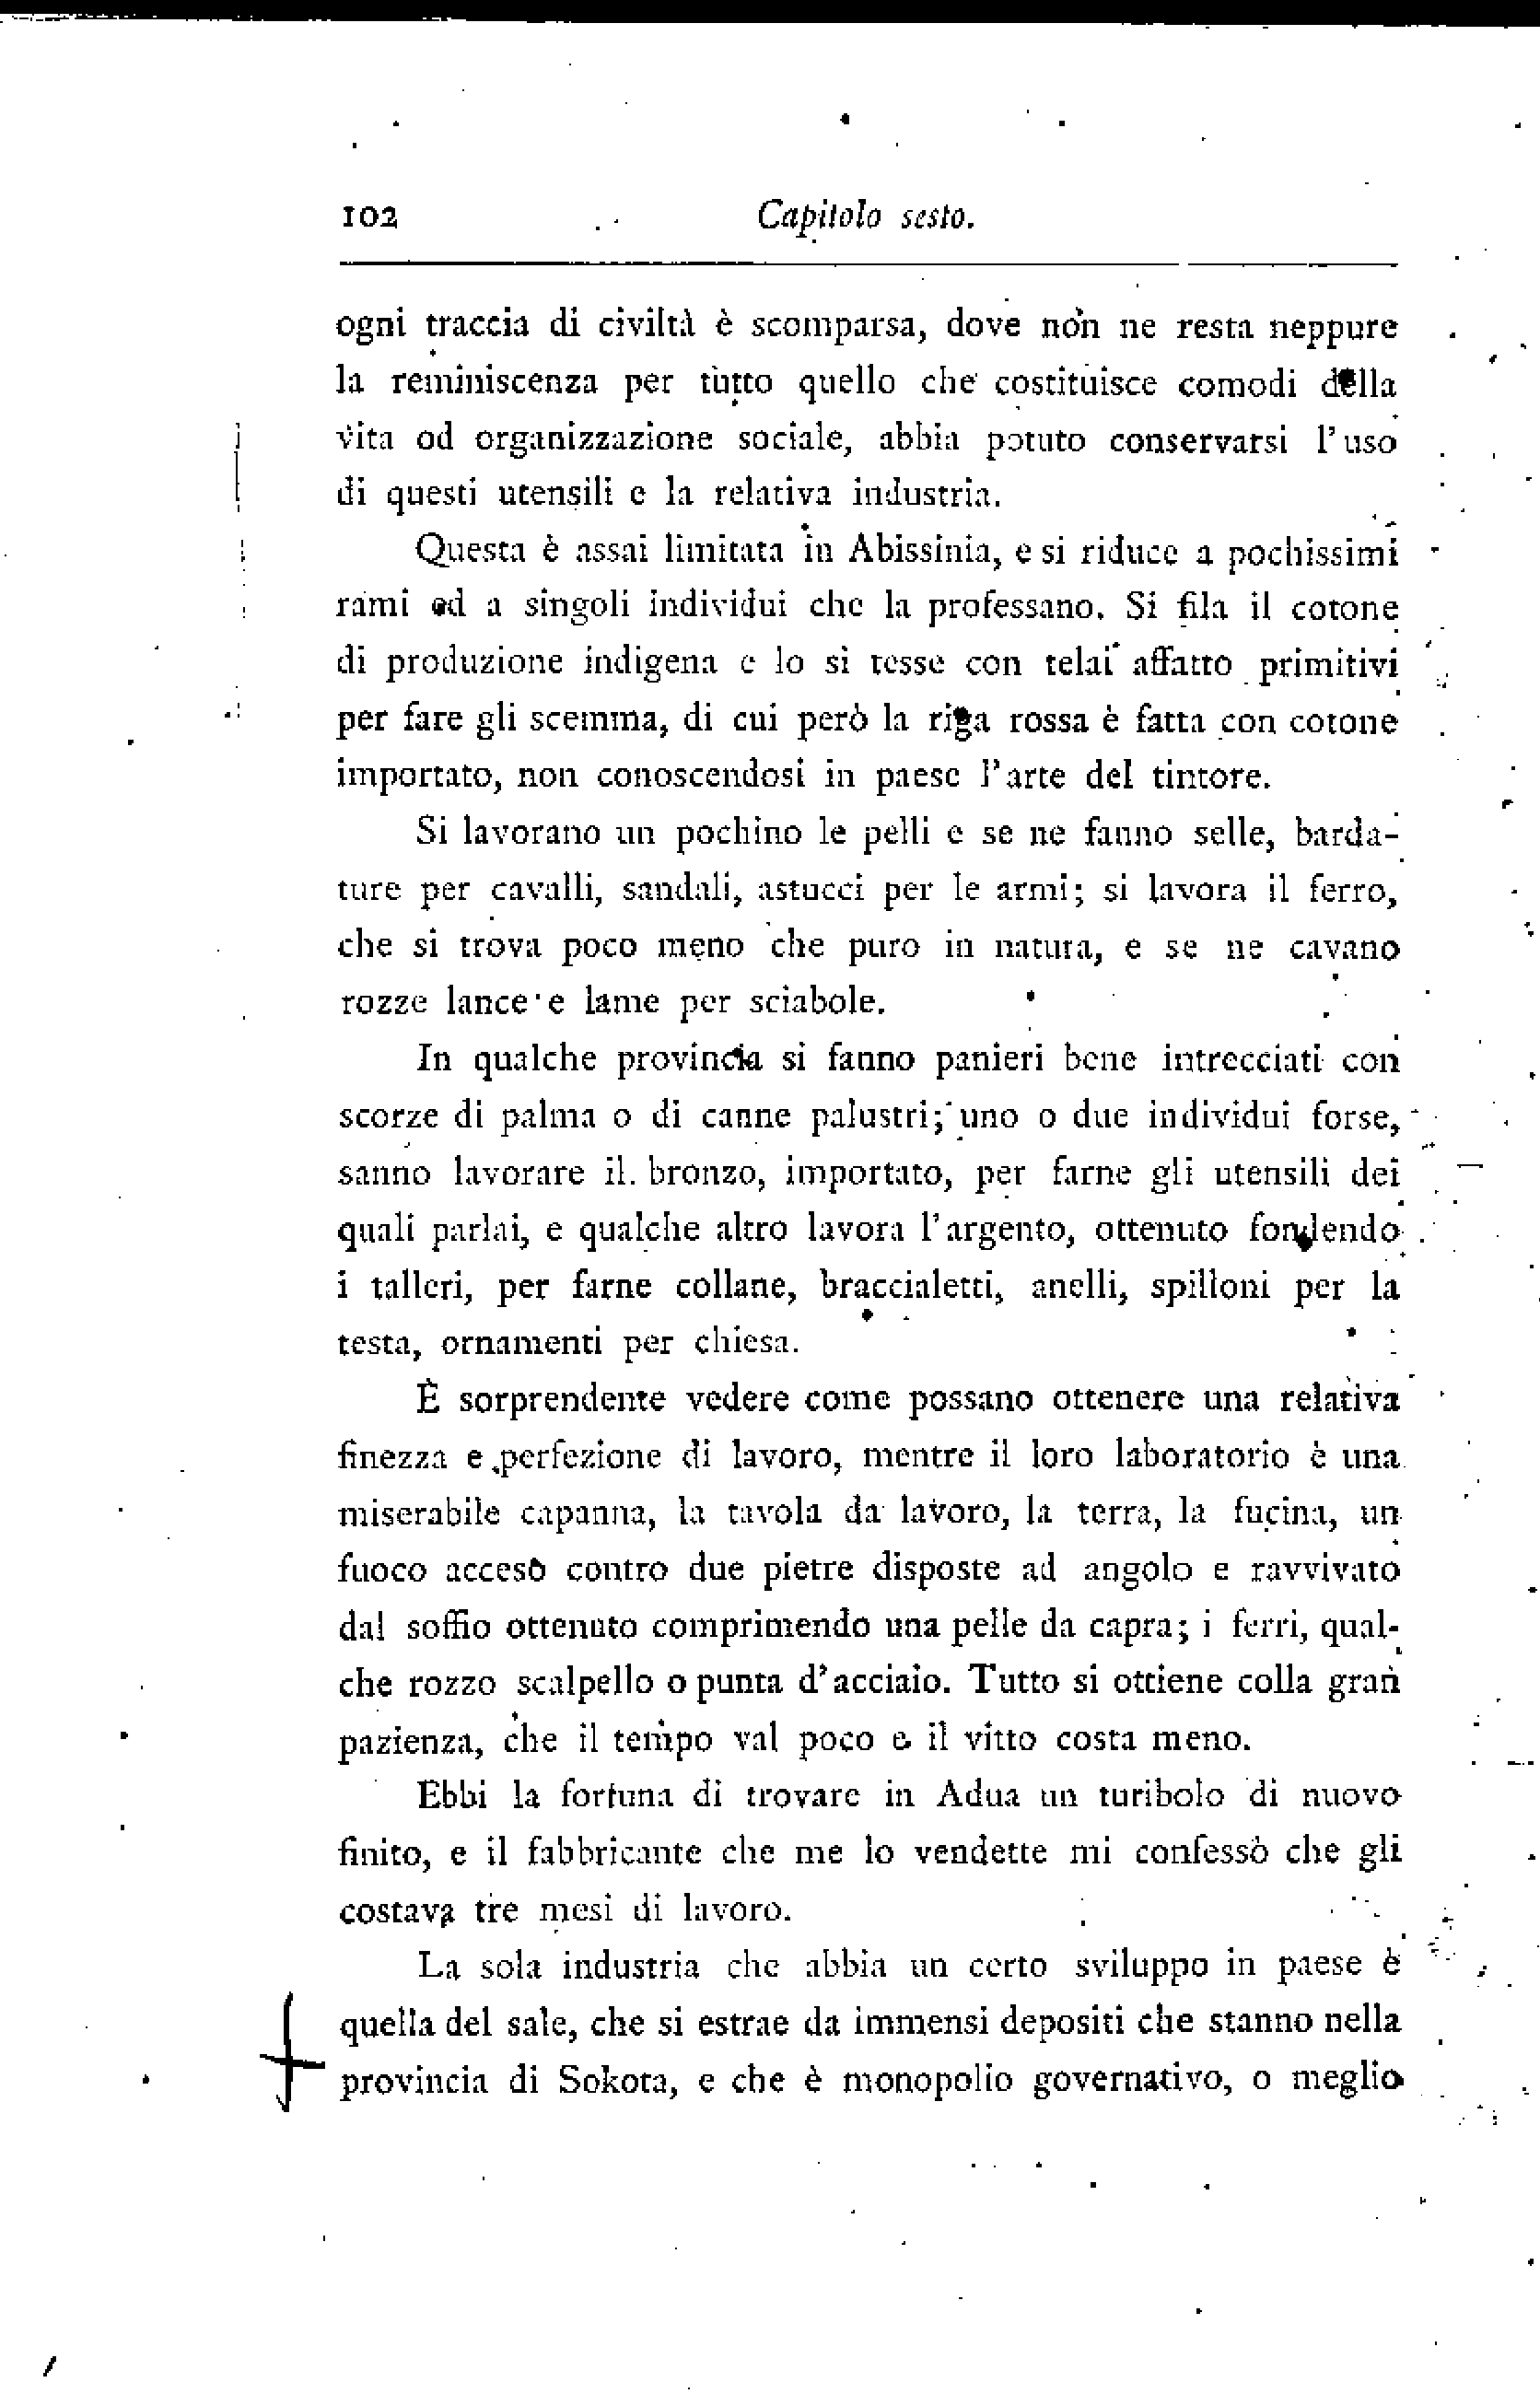 102
Capitolo sesto.
ogni traccia di civiltà è scomparsa, dove non ne resta neppure
la reminiscenza per tutto quello che costituisce comodi della
vita od organizzazione sociale, abbia potuto conservarsi l'uso
di questi utensili e la relativa industria.
Questa è assai limitata in Abissinia, e si riduce a pochissimi
rami ed a singoli individui che la professano. Si fila il cotone
di produzione indigena e lo si tesse con telai affatto primitivi
per fare gli scemma, di cui però la riga rossa è fatta con cotone
importato, non conoscendosi in paese l'arte del tintore.
Si lavorano un pochino le pelli e se ne fanno selle, barda-
ture per cavalli, sandali, astucci per le armi; si lavora il ferro,
che si trova poco meno che puro in natura, e se ne cavano
rozze lance e lame per sciabole.
In qualche provincia si fanno panieri bene intrecciati con
scorze di palma o di canne palustri; uno o due individui forse,
sanno lavorare il bronzo, importato, per farne gli utensili dei
quali parlai, e qualche altro lavora l'argento, ottenuto fondendo
i talleri, per farne collane, braccialetti, anelli, spilloni per la
testa, ornamenti per chiesa.
È sorprendente vedere come possano ottenere una relativa
finezza e perfezione di lavoro, mentre il loro laboratorio è una
miserabile capanna, la tavola da lavoro, la terra, la fucina, un
fuoco acceso contro due pietre disposte ad angolo e ravvivato
dal soffio ottenuto comprimendo una pelle da capra; i ferri, qual-
che rozzo scalpello o punta d'acciaio. Tutto si ottiene colla gran
pazienza, che il tempo val poco e il vitto costa meno.
Ebbi la fortuna di trovare in Adua un turibolo di nuovo
finito, e il fabbricante che me lo vendette mi confessò che gli
costava tre mesi di lavoro.
La sola industria che abbia un certo sviluppo in paese è
quella del sale, che si estrae da immensi depositi che stanno nella
provincia di Sokota, e che è monopolio governativo, o meglio